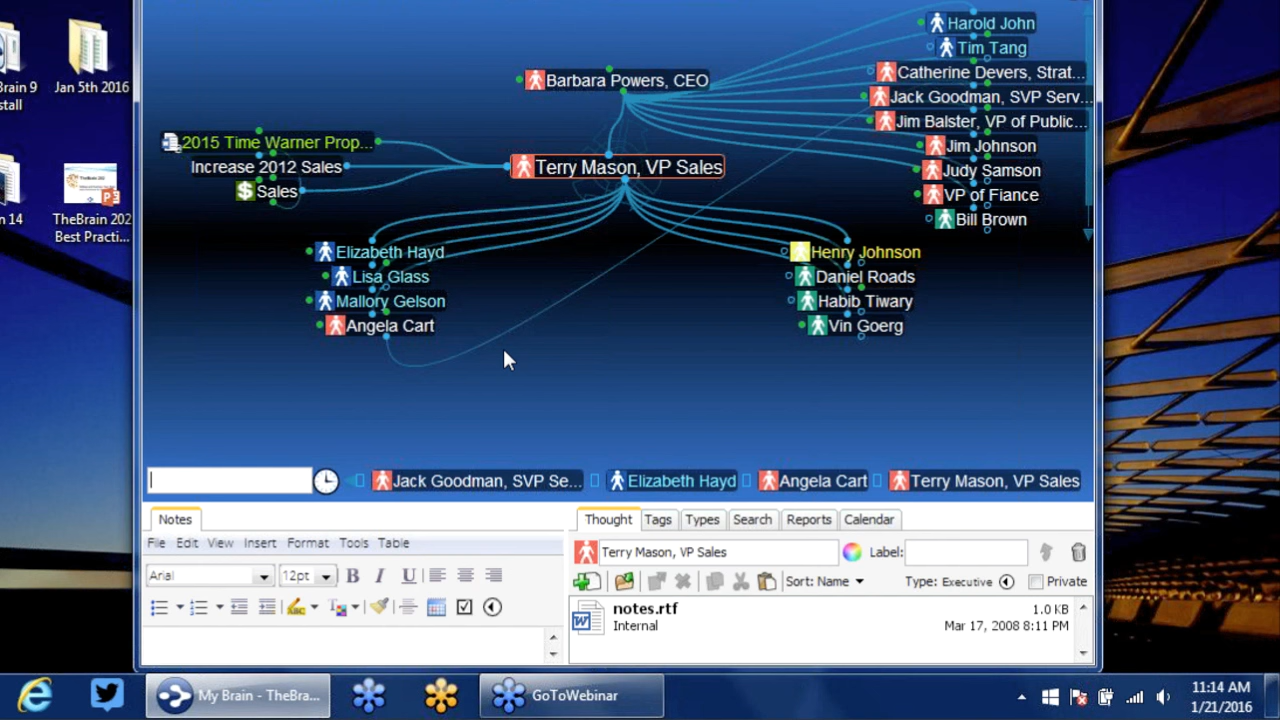 Brain 9
stall
Jan 5th 2016
n 14
TheBrain 202
Best Practi...
Harold John
Tim Tang
Catherine Devers, Strat...
Jack Goodman, SVP Serv...
Jim Balster, VP of Public...
Jim Johnson
Judy Samson
VP of Fiance
Bill Brown
Barbara Powers, CEO
2015 Time Warner Prop...
Increase 2012 Sales
$ Sales
Terry Mason, VP Sales
Elizabeth Hayd
Lisa Glass
Mallory Gelson
Angela Cart
Henry Johnson
Daniel Roads
Habib Tiwary
Vin Goerg
Jack Goodman, SVP Se...
Elizabeth Hayd
Angela Cart
Terry Mason, VP Sales
Notes
File Edit View Insert Format Tools Table
Arial 12pt B I U
ABC
Thought Tags Types Search Reports Calendar
Terry Mason, VP Sales Label:
Sort: Name Type: Executive Private
notes.rtf 1.0 KB
Internal Mar 17, 2008 8:11 PM
My Brain - TheBra...
GoToWebinar
11:14 AM
1/21/2016